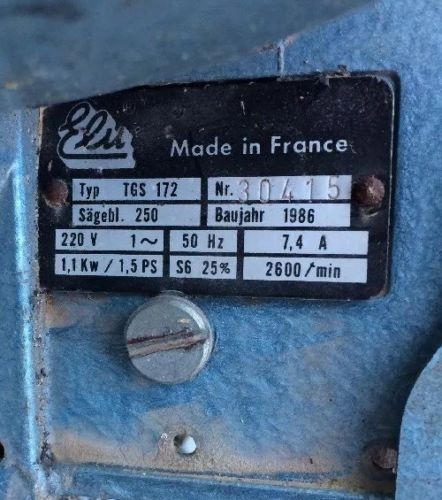 Elu
Made in France
Typ TGS 172 Nr. 30415
Sägebl. 250 Baujahr 1986
220 V 1~ 50 Hz 7,4 A
1,1 Kw / 1,5 PS S6 25% 2600/min